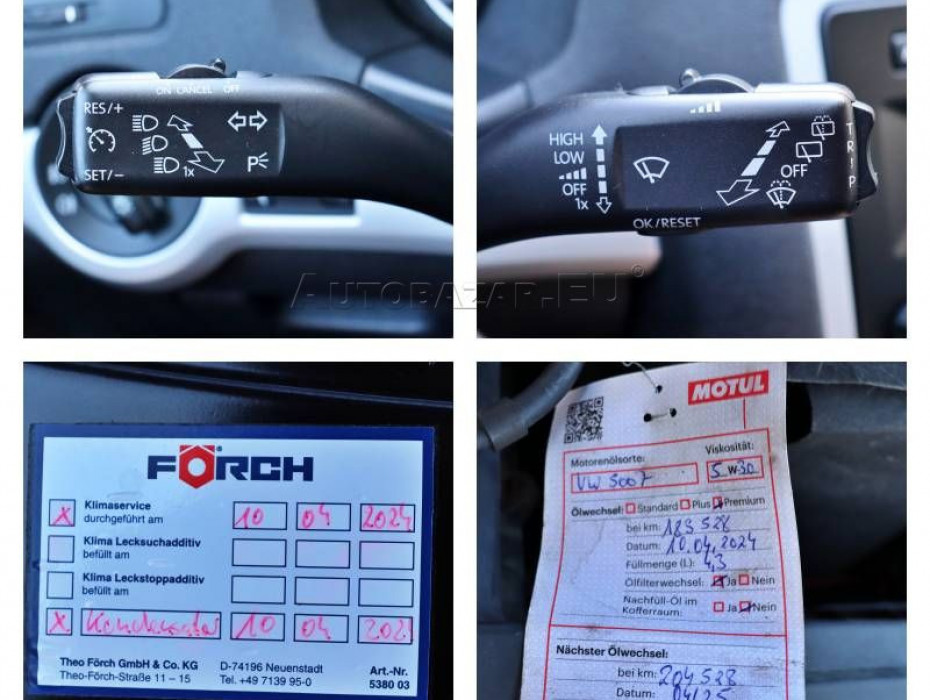 ON CANCEL OFF
RES/+
SET/-
1x
P
HIGH
LOW
OFF
1x
OFF
TRIP
OK/RESET
AUTOBAZAR.EU
FÖRCH
Klimaservice
durchgeführt am
X 10 04 2024
Klima Lecksuchadditiv
befüllt am
Klima Leckstoppadditiv
befüllt am
X Kondensator 10 04 2024
Theo Förch GmbH & Co. KG
Theo-Förch-Straße 11 – 15
D-74196 Neuenstadt
Tel. +49 7139 95-0
Art.-Nr.
5380 03
MOTUL
Motorenölsorte:
Viskosität:
VW 5007
5 W-30
Ölwechsel: Standard Plus Premium
bei km: 183 528
Datum: 10.04.2024
Füllmenge (L): 4,3
Ölfilterwechsel: Ja Nein
Nachfüll-Öl im
Kofferraum: Ja Nein
Nächster Ölwechsel:
bei km: 204 528
Datum: 04/25